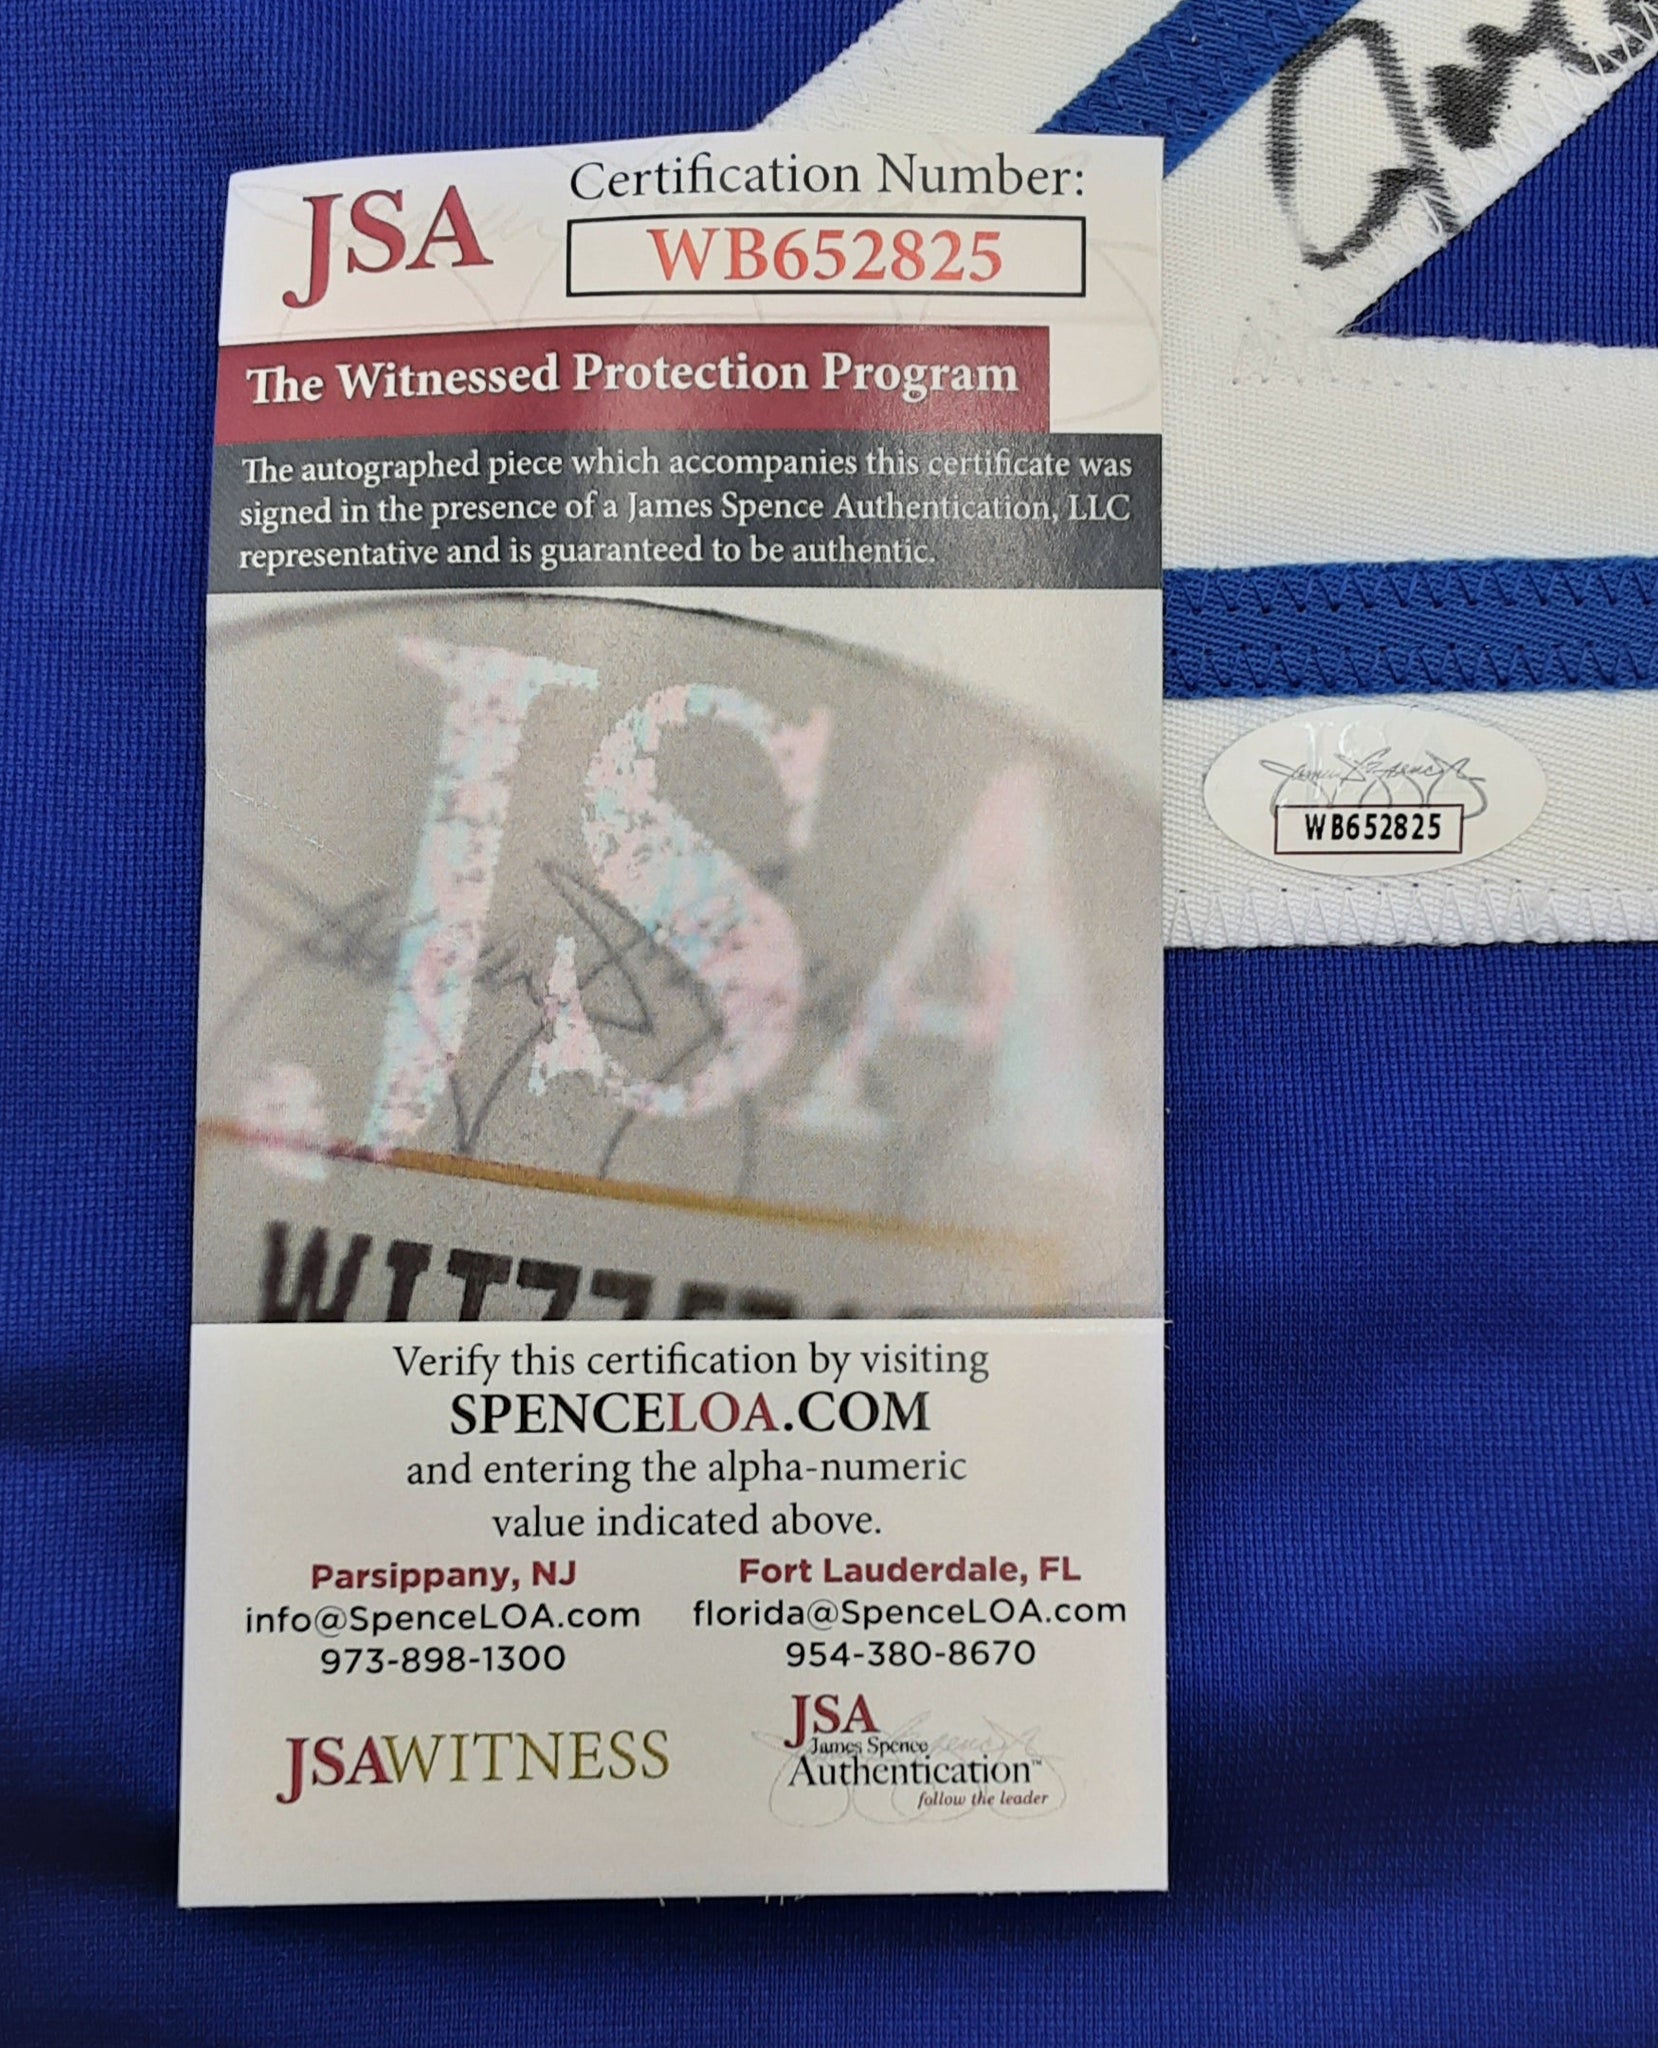 JSA
Certification Number:
WB652825
The Witnessed Protection Program
The autographed piece which accompanies this certificate was
signed in the presence of a James Spence Authentication, LLC
representative and is guaranteed to be authentic.
JSA
JSA
WB652825
Verify this certification by visiting
SPENCELOA.COM
and entering the alpha-numeric
value indicated above.
Parsippany, NJ
info@SpenceLOA.com
973-898-1300
Fort Lauderdale, FL
florida@SpenceLOA.com
954-380-8670
JSAWITNESS
JSA
James Spence
Authentication™
follow the leader